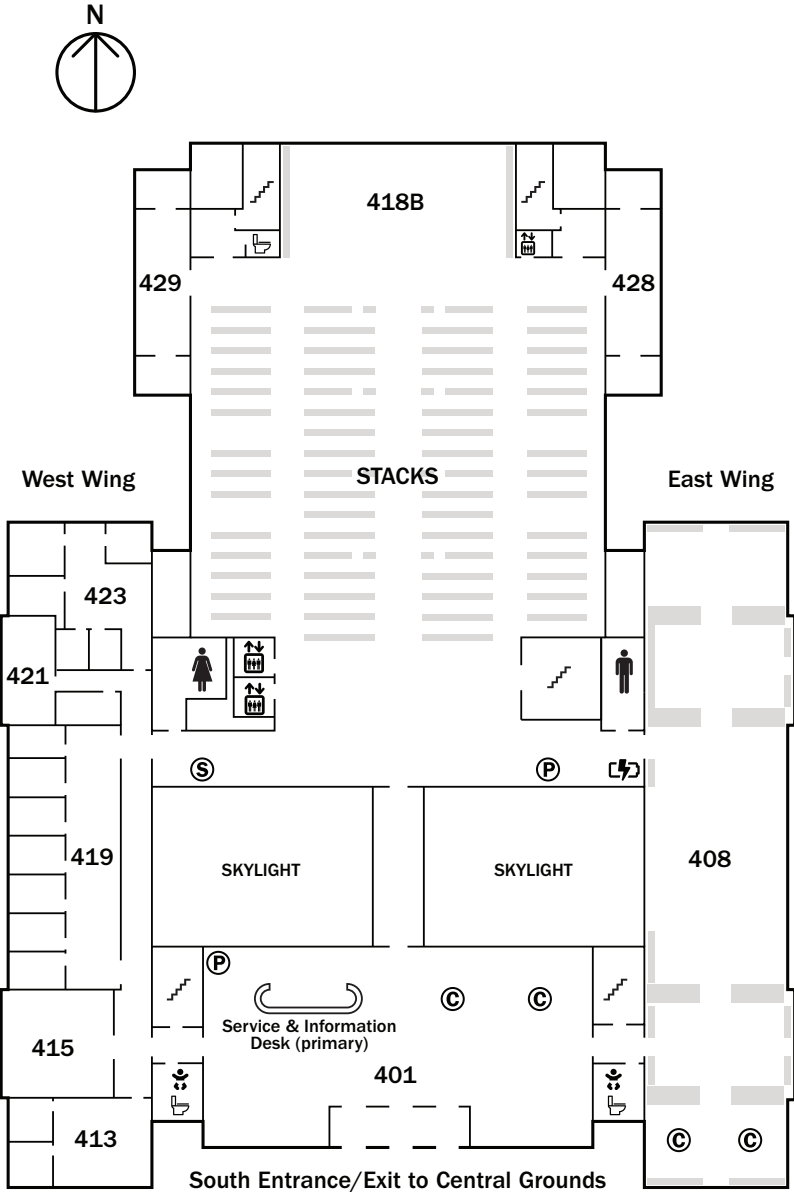 N
418B
429
428
STACKS
West Wing
East Wing
423
421
S
P
SKYLIGHT
SKYLIGHT
419
408
P
C
C
Service & Information
Desk (primary)
415
401
413
C
C
South Entrance/Exit to Central Grounds